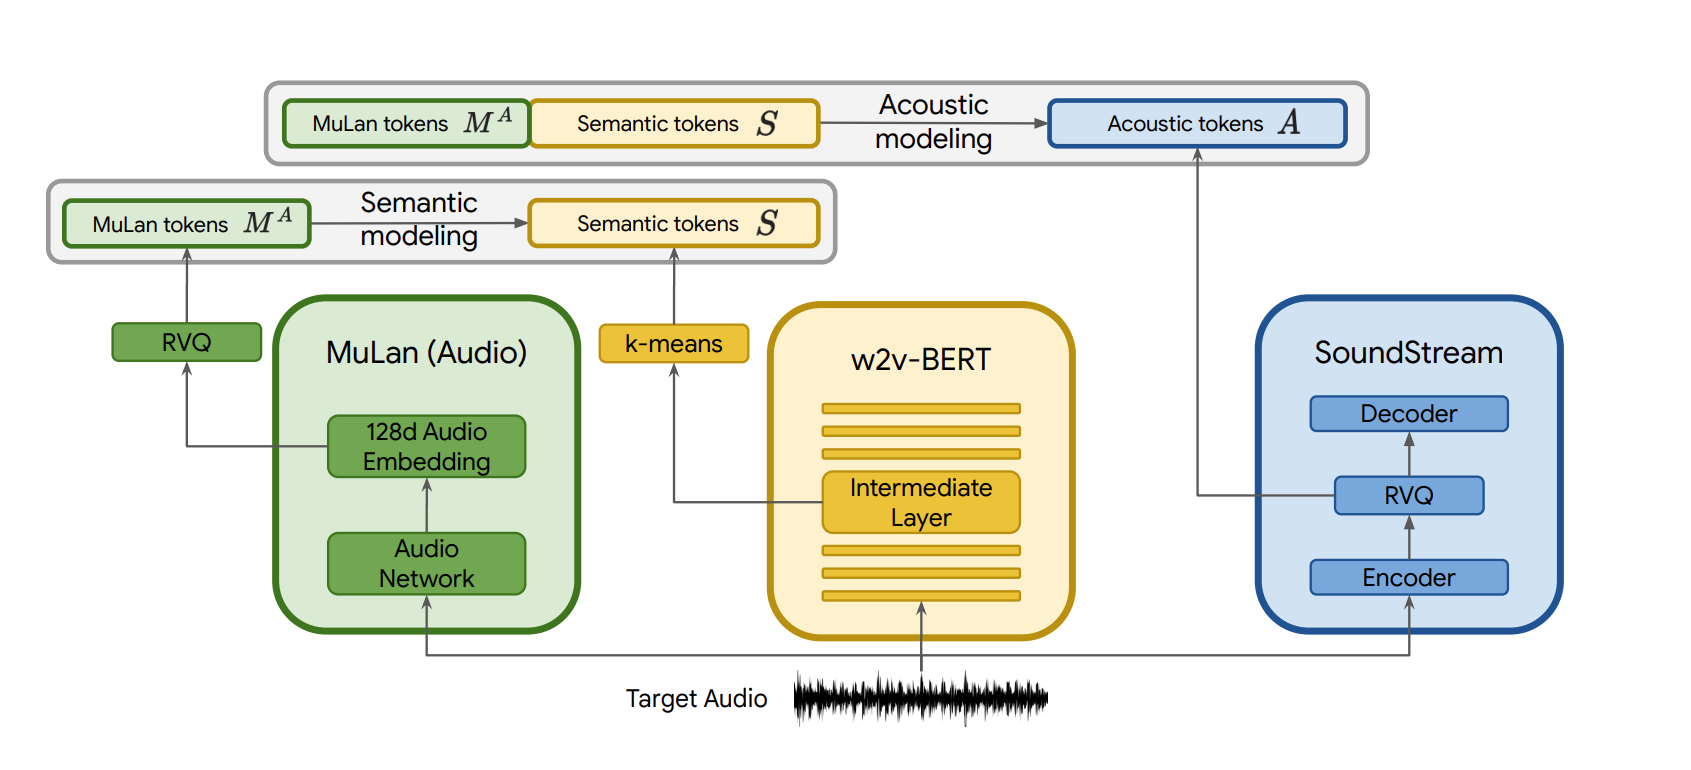 MuLan tokens M^A
Semantic tokens S
Acoustic
modeling
Acoustic tokens A
MuLan tokens M^A
Semantic
modeling
Semantic tokens S
RVQ
MuLan (Audio)
128d Audio
Embedding
Audio
Network
k-means
w2v-BERT
Intermediate
Layer
SoundStream
Decoder
RVQ
Encoder
Target Audio